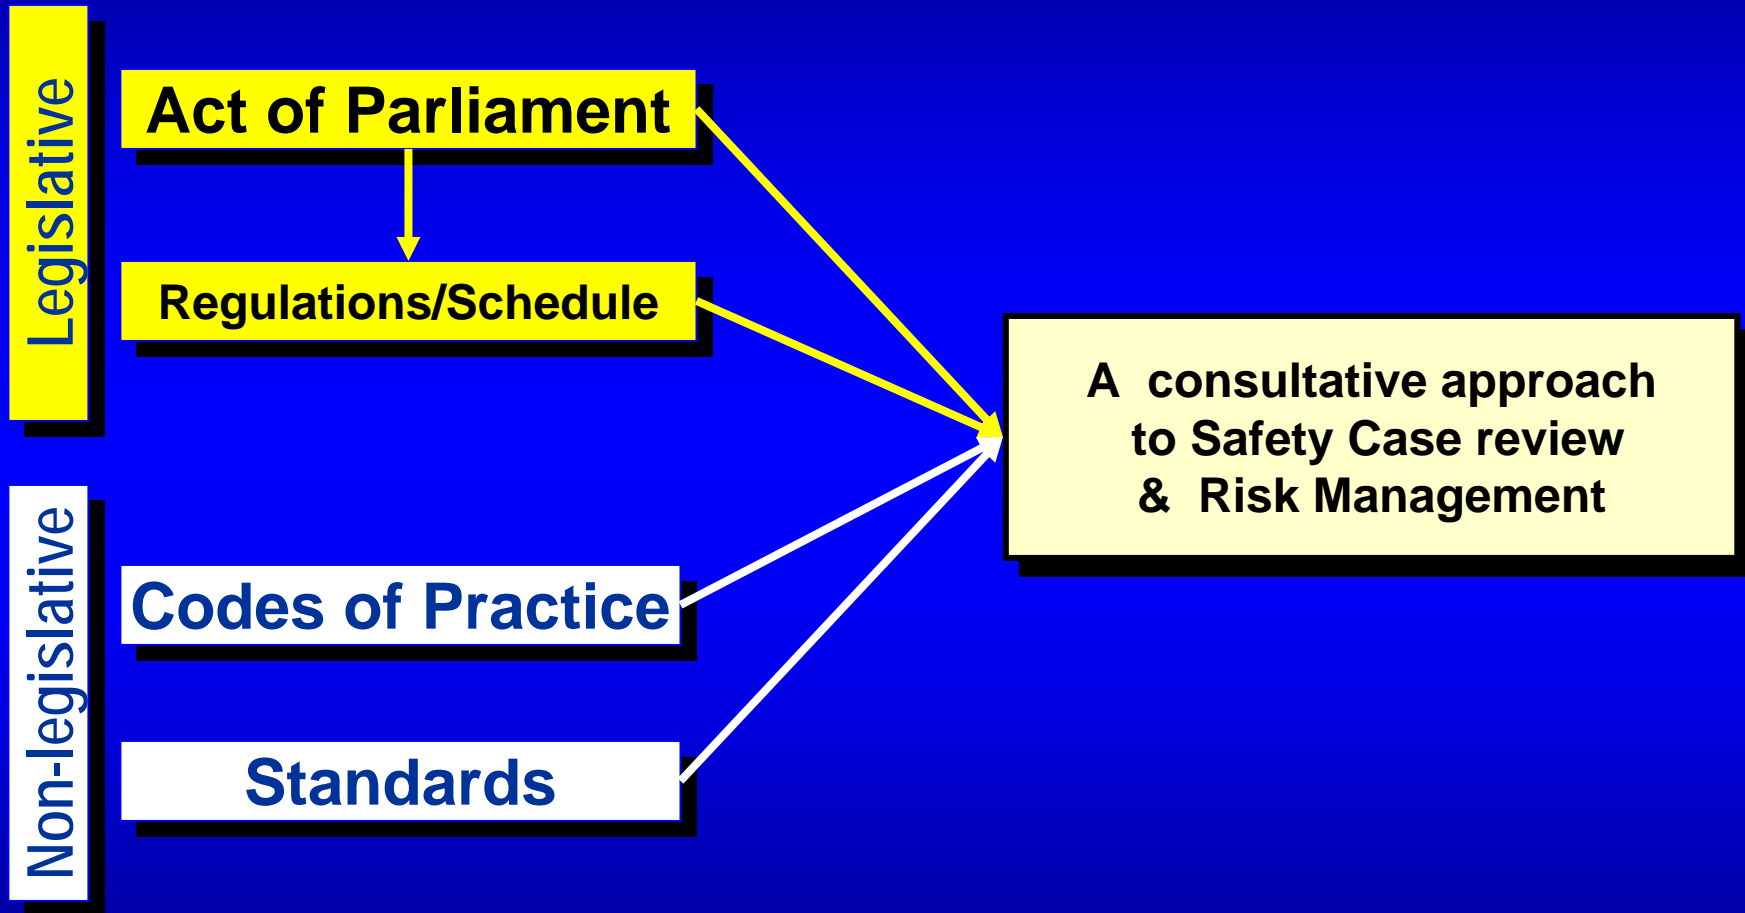 Legislative
Act of Parliament
Regulations/Schedule
A consultative approach
to Safety Case review
& Risk Management
Non-legislative
Codes of Practice
Standards